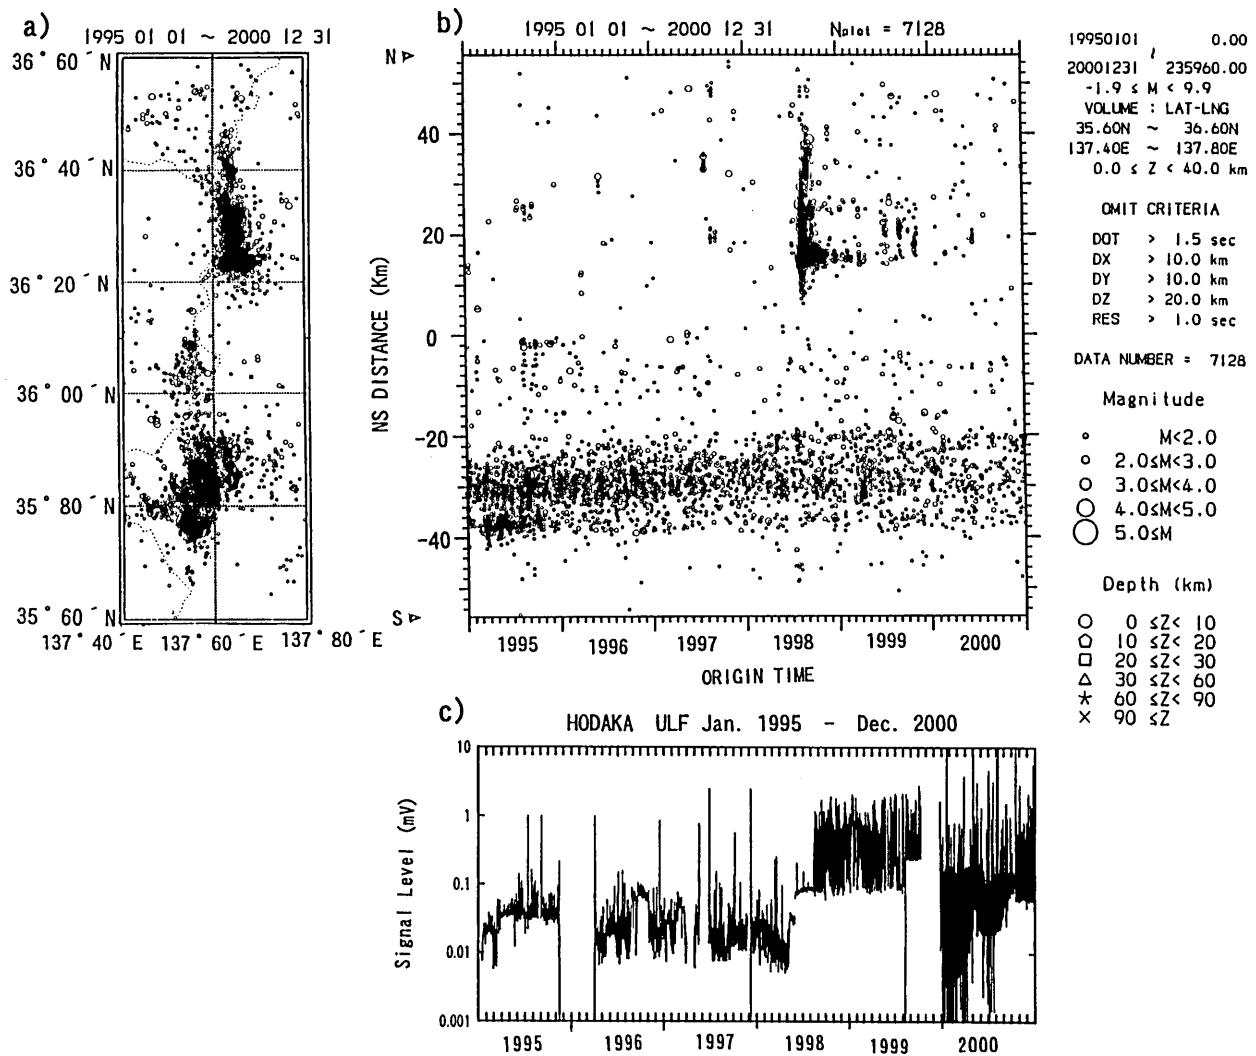 a)
1995 01 01 ~ 2000 12 31
36° 60´ N
36° 40´ N
36° 20´ N
36° 00´ N
35° 80´ N
35° 60´ N
137° 40´ E 137° 60´ E 137° 80´ E
b)
1995 01 01 ~ 2000 12 31 Nplot = 7128
N
40
20
0
-20
-40
S
NS DISTANCE (Km)
1995 1996 1997 1998 1999 2000
ORIGIN TIME
19950101 0.00
~
20001231 235960.00
-1.9 ≤ M < 9.9
VOLUME : LAT-LNG
35.60N ~ 36.60N
137.40E ~ 137.80E
0.0 ≤ Z < 40.0 km
OMIT CRITERIA
DOT > 1.5 sec
DX > 10.0 km
DY > 10.0 km
DZ > 20.0 km
RES > 1.0 sec
DATA NUMBER = 7128
Magnitude
M<2.0
2.0≤M<3.0
3.0≤M<4.0
4.0≤M<5.0
5.0≤M
Depth (km)
0 ≤Z< 10
10 ≤Z< 20
20 ≤Z< 30
30 ≤Z< 60
60 ≤Z< 90
90 ≤Z
c)
HODAKA ULF Jan. 1995 - Dec. 2000
10
1
0.1
0.01
0.001
Signal Level (mV)
1995 1996 1997 1998 1999 2000